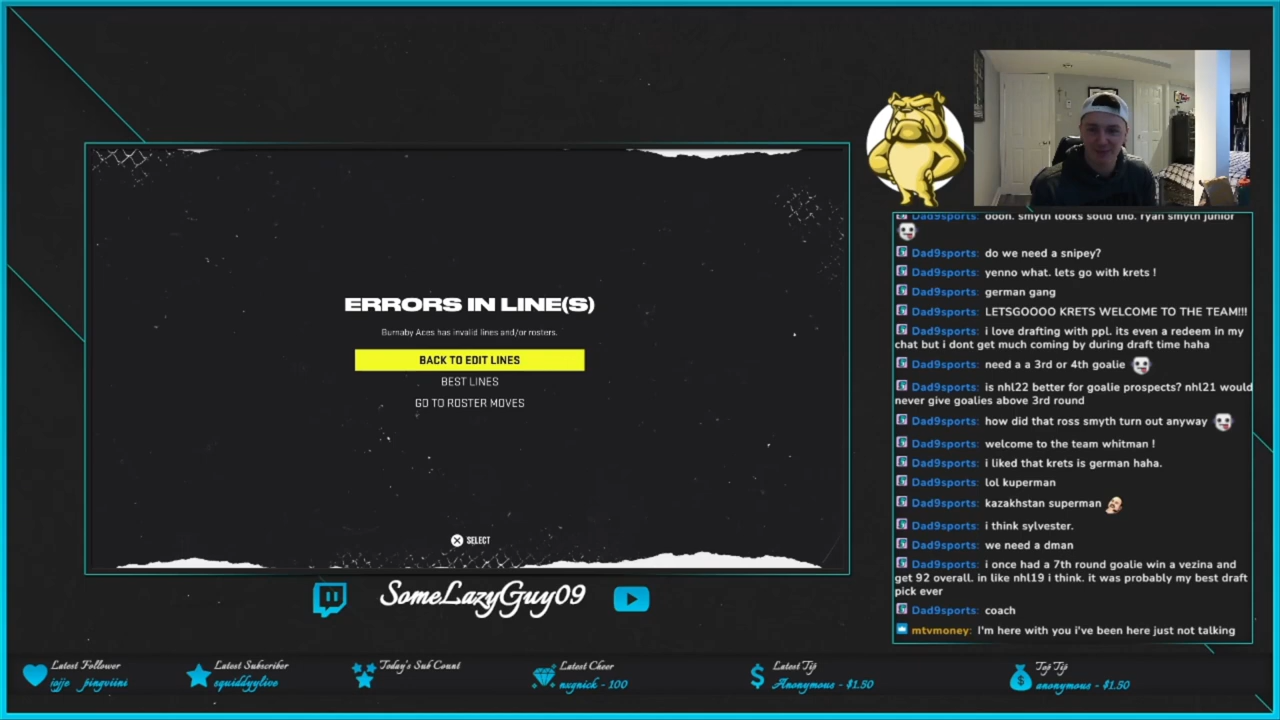 ERRORS IN LINE(S)
Burnaby Aces has invalid lines and/or rosters.
BACK TO EDIT LINES
BEST LINES
GO TO ROSTER MOVES
SELECT
Dad9sports: oooh. smyth looks solid tho. ryan smyth junior
Dad9sports: do we need a snipey?
Dad9sports: yenno what. lets go with krets !
Dad9sports: german gang
Dad9sports: LETSGOOOO KRETS WELCOME TO THE TEAM!!!
Dad9sports: i love drafting with ppl. its even a redeem in my
chat but i dont get much coming by during draft time haha
Dad9sports: need a a 3rd or 4th goalie
Dad9sports: is nhl22 better for goalie prospects? nhl21 would
never give goalies above 3rd round
Dad9sports: how did that ross smyth turn out anyway
Dad9sports: welcome to the team whitman !
Dad9sports: i liked that krets is german haha.
Dad9sports: lol kuperman
Dad9sports: kazakhstan superman
Dad9sports: i think sylvester.
Dad9sports: we need a dman
Dad9sports: i once had a 7th round goalie win a vezina and
get 92 overall. in like nhl19 i think. it was probably my best draft
pick ever
Dad9sports: coach
mtvmoney: I'm here with you i've been here just not talking
SomeLazyGuy09
Latest Follower
iojje_pingviini
Latest Subscriber
squiddyylive
Today's Sub Count
Latest Cheer
nxgnick - 100
Latest Tip
Anonymous - $1.50
Top Tip
anonymous - $1.50